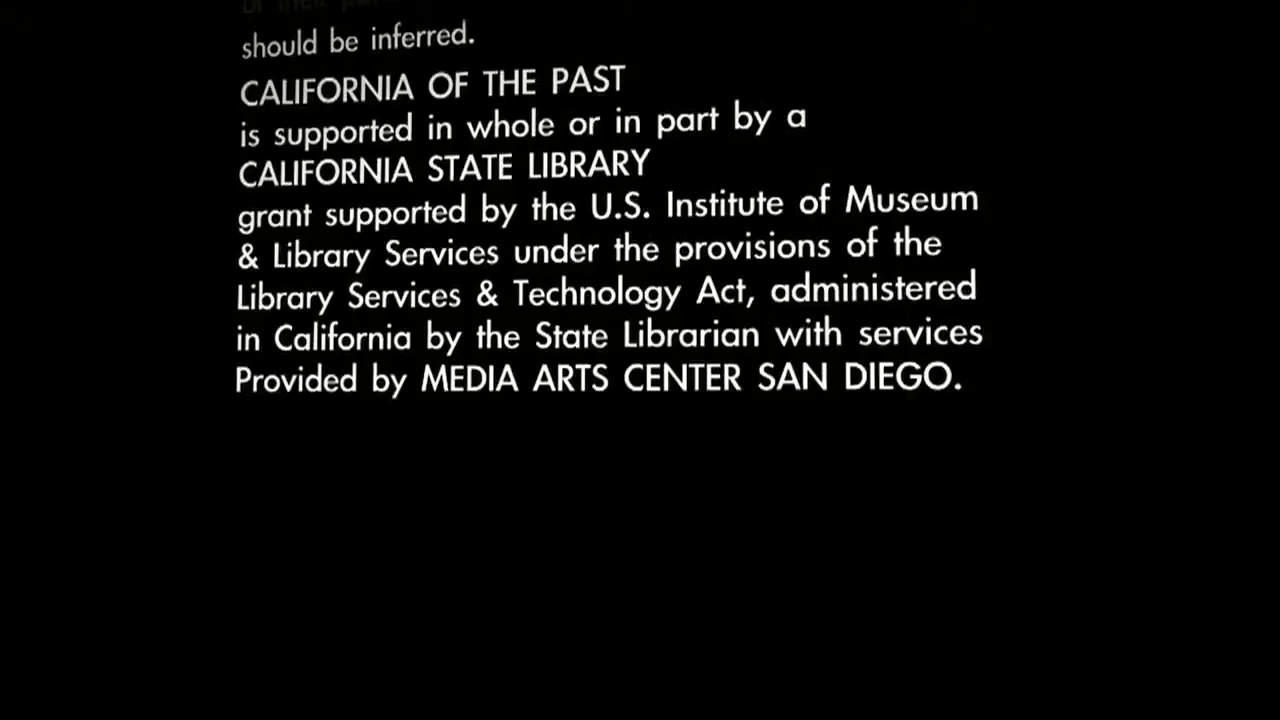 should be inferred.
CALIFORNIA OF THE PAST
is supported in whole or in part by a
CALIFORNIA STATE LIBRARY
grant supported by the U.S. Institute of Museum
& Library Services under the provisions of the
Library Services & Technology Act, administered
in California by the State Librarian with services
Provided by MEDIA ARTS CENTER SAN DIEGO.